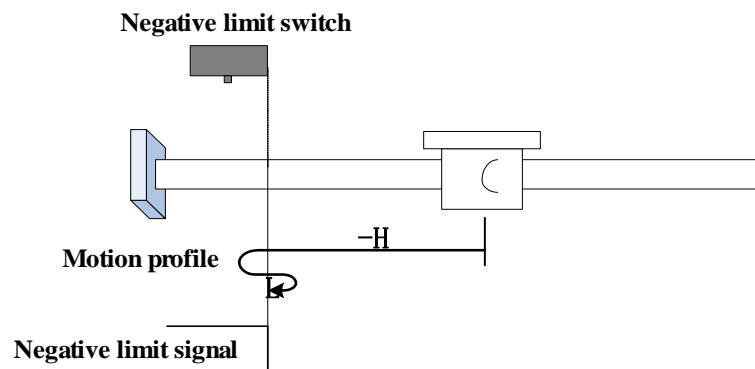 Negative limit switch
−H
Motion profile
L
Negative limit signal